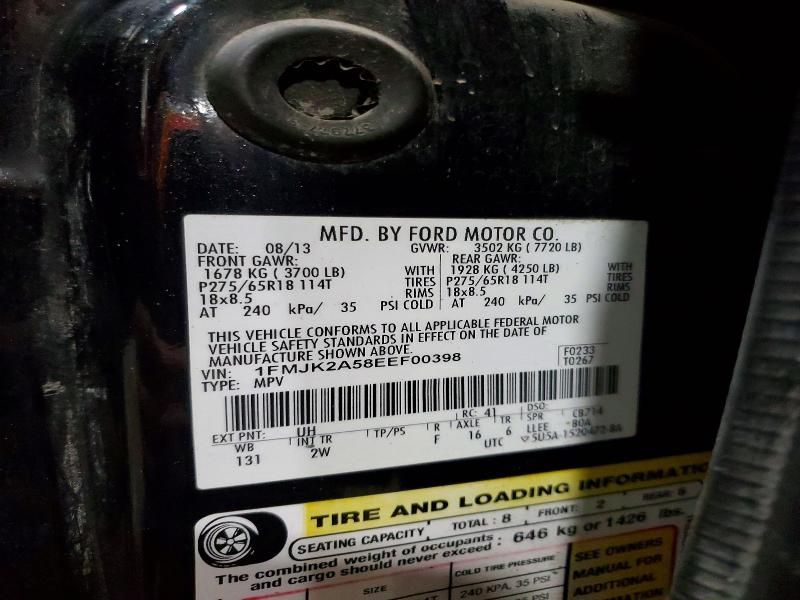 MFD. BY FORD MOTOR CO.
DATE: 08/13 GVWR: 3502 KG (7720 LB)
FRONT GAWR: REAR GAWR:
1678 KG (3700 LB) WITH 1928 KG (4250 LB) WITH
P275/65R18 114T TIRES P275/65R18 114T TIRES
18x8.5 RIMS 18x8.5 RIMS
AT 240 kPa/ 35 PSI COLD AT 240 kPa/ 35 PSI COLD
THIS VEHICLE CONFORMS TO ALL APPLICABLE FEDERAL MOTOR
VEHICLE SAFETY STANDARDS IN EFFECT ON THE DATE OF
MANUFACTURE SHOWN ABOVE.
VIN: 1FMJK2A58EEF00398 F0233
TYPE: MPV T0267
EXT PNT: UH RC: 41 DSO:
WB INT TR TP/PS R AXLE TR SPR C8714
131 2W F 16 6 LLEE 80A
UTC 5U5A-1520472-BA
TIRE AND LOADING INFORMATION
SEATING CAPACITY TOTAL: 8 FRONT: 2 REAR: 6
The combined weight of occupants
and cargo should never exceed : 646 kg or 1426 lbs.
SIZE COLD TIRE PRESSURE SEE OWNERS
240 KPA, 35 PSI MANUAL FOR
ADDITIONAL